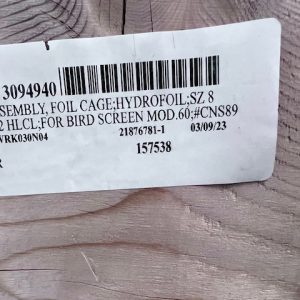 3094940
SEMBLY, FOIL CAGE;HYDROFOIL;SZ 8
2 HLCL;FOR BIRD SCREEN MOD.60;#CNS89
VRK030N04 21876781-1 03/09/23
157538
R